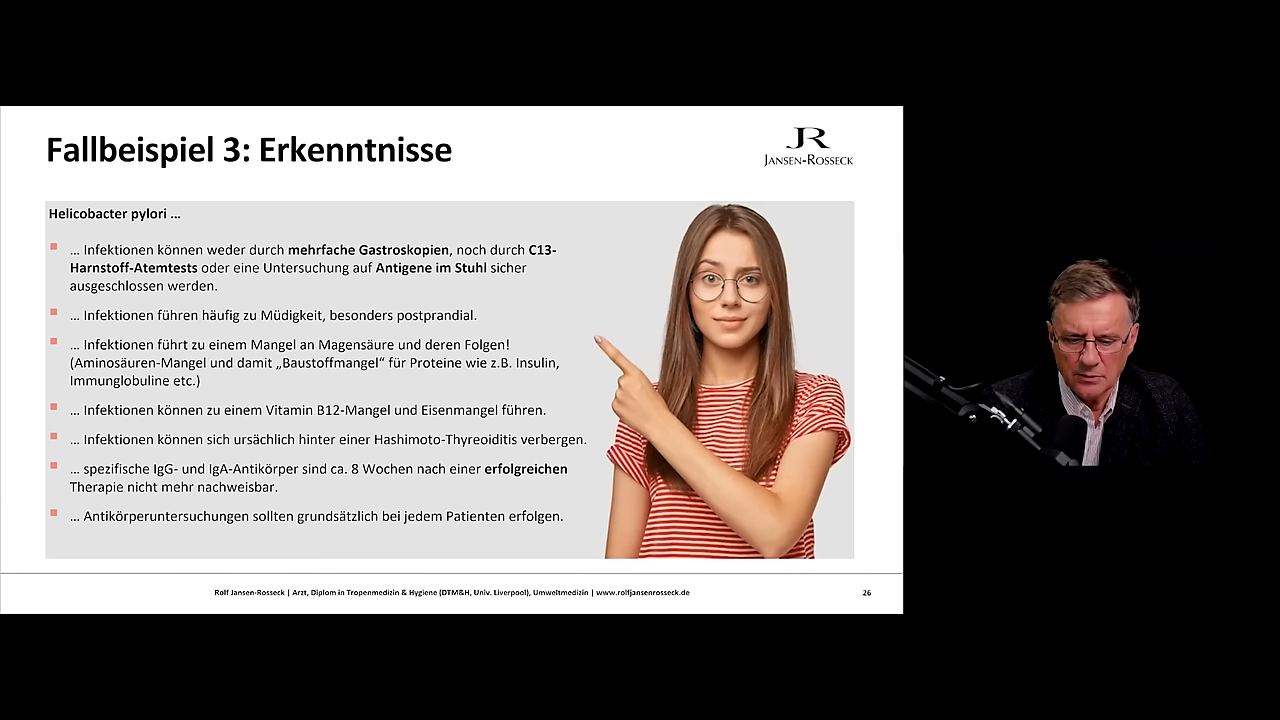 Fallbeispiel 3: Erkenntnisse
JR
JANSEN-ROSSECK
Helicobacter pylori ...
... Infektionen können weder durch mehrfache Gastroskopien, noch durch C13-
Harnstoff-Atemtests oder eine Untersuchung auf Antigene im Stuhl sicher
ausgeschlossen werden.
... Infektionen führen häufig zu Müdigkeit, besonders postprandial.
... Infektionen führt zu einem Mangel an Magensäure und deren Folgen!
(Aminosäuren-Mangel und damit „Baustoffmangel“ für Proteine wie z.B. Insulin,
Immunglobuline etc.)
... Infektionen können zu einem Vitamin B12-Mangel und Eisenmangel führen.
... Infektionen können sich ursächlich hinter einer Hashimoto-Thyreoiditis verbergen.
... spezifische IgG- und IgA-Antikörper sind ca. 8 Wochen nach einer erfolgreichen
Therapie nicht mehr nachweisbar.
... Antikörperuntersuchungen sollten grundsätzlich bei jedem Patienten erfolgen.
Rolf Jansen-Rosseck | Arzt, Diplom in Tropenmedizin & Hygiene (DTM&H, Univ. Liverpool), Umweltmedizin | www.rolfjansenrosseck.de
26